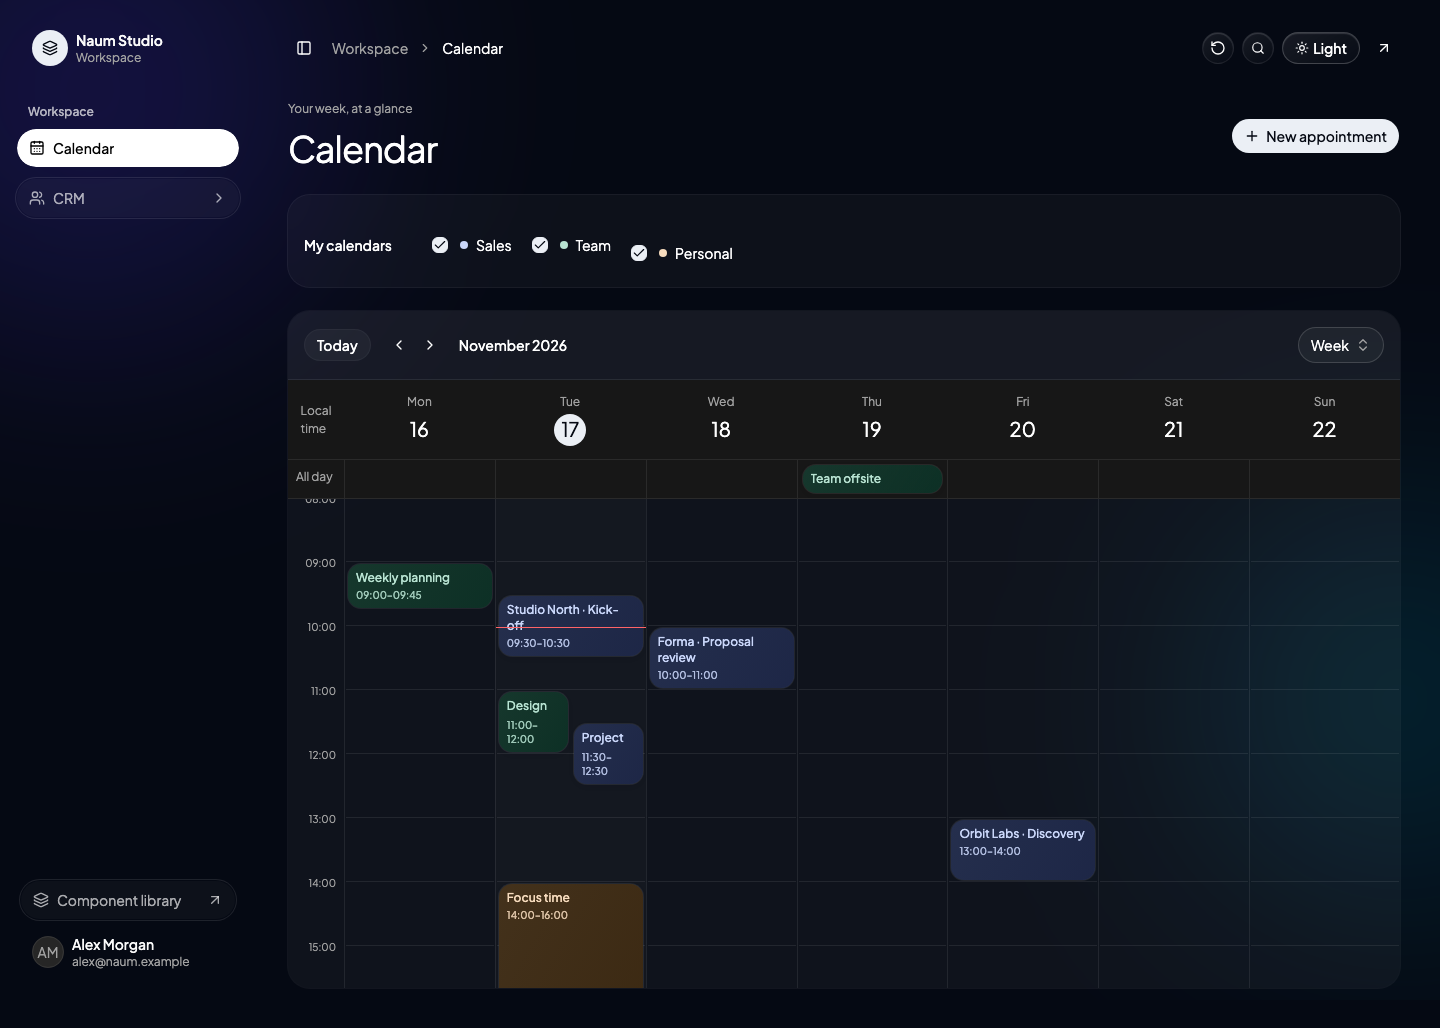 Naum Studio
Workspace
Workspace
Calendar
CRM
Component library
AM
Alex Morgan
alex@naum.example
Workspace
Calendar
Light
Your week, at a glance
Calendar
New appointment
My calendars
Sales
Team
Personal
Today
November 2026
Week
Local
time
Mon
16
Tue
17
Wed
18
Thu
19
Fri
20
Sat
21
Sun
22
All day
Team offsite
08:00
09:00
Weekly planning
09:00–09:45
Studio North · Kick-
off
09:30–10:30
10:00
Forma · Proposal
review
10:00–11:00
11:00
Design
11:00–
12:00
Project
11:30–
12:30
12:00
13:00
Orbit Labs · Discovery
13:00–14:00
14:00
Focus time
14:00–16:00
15:00